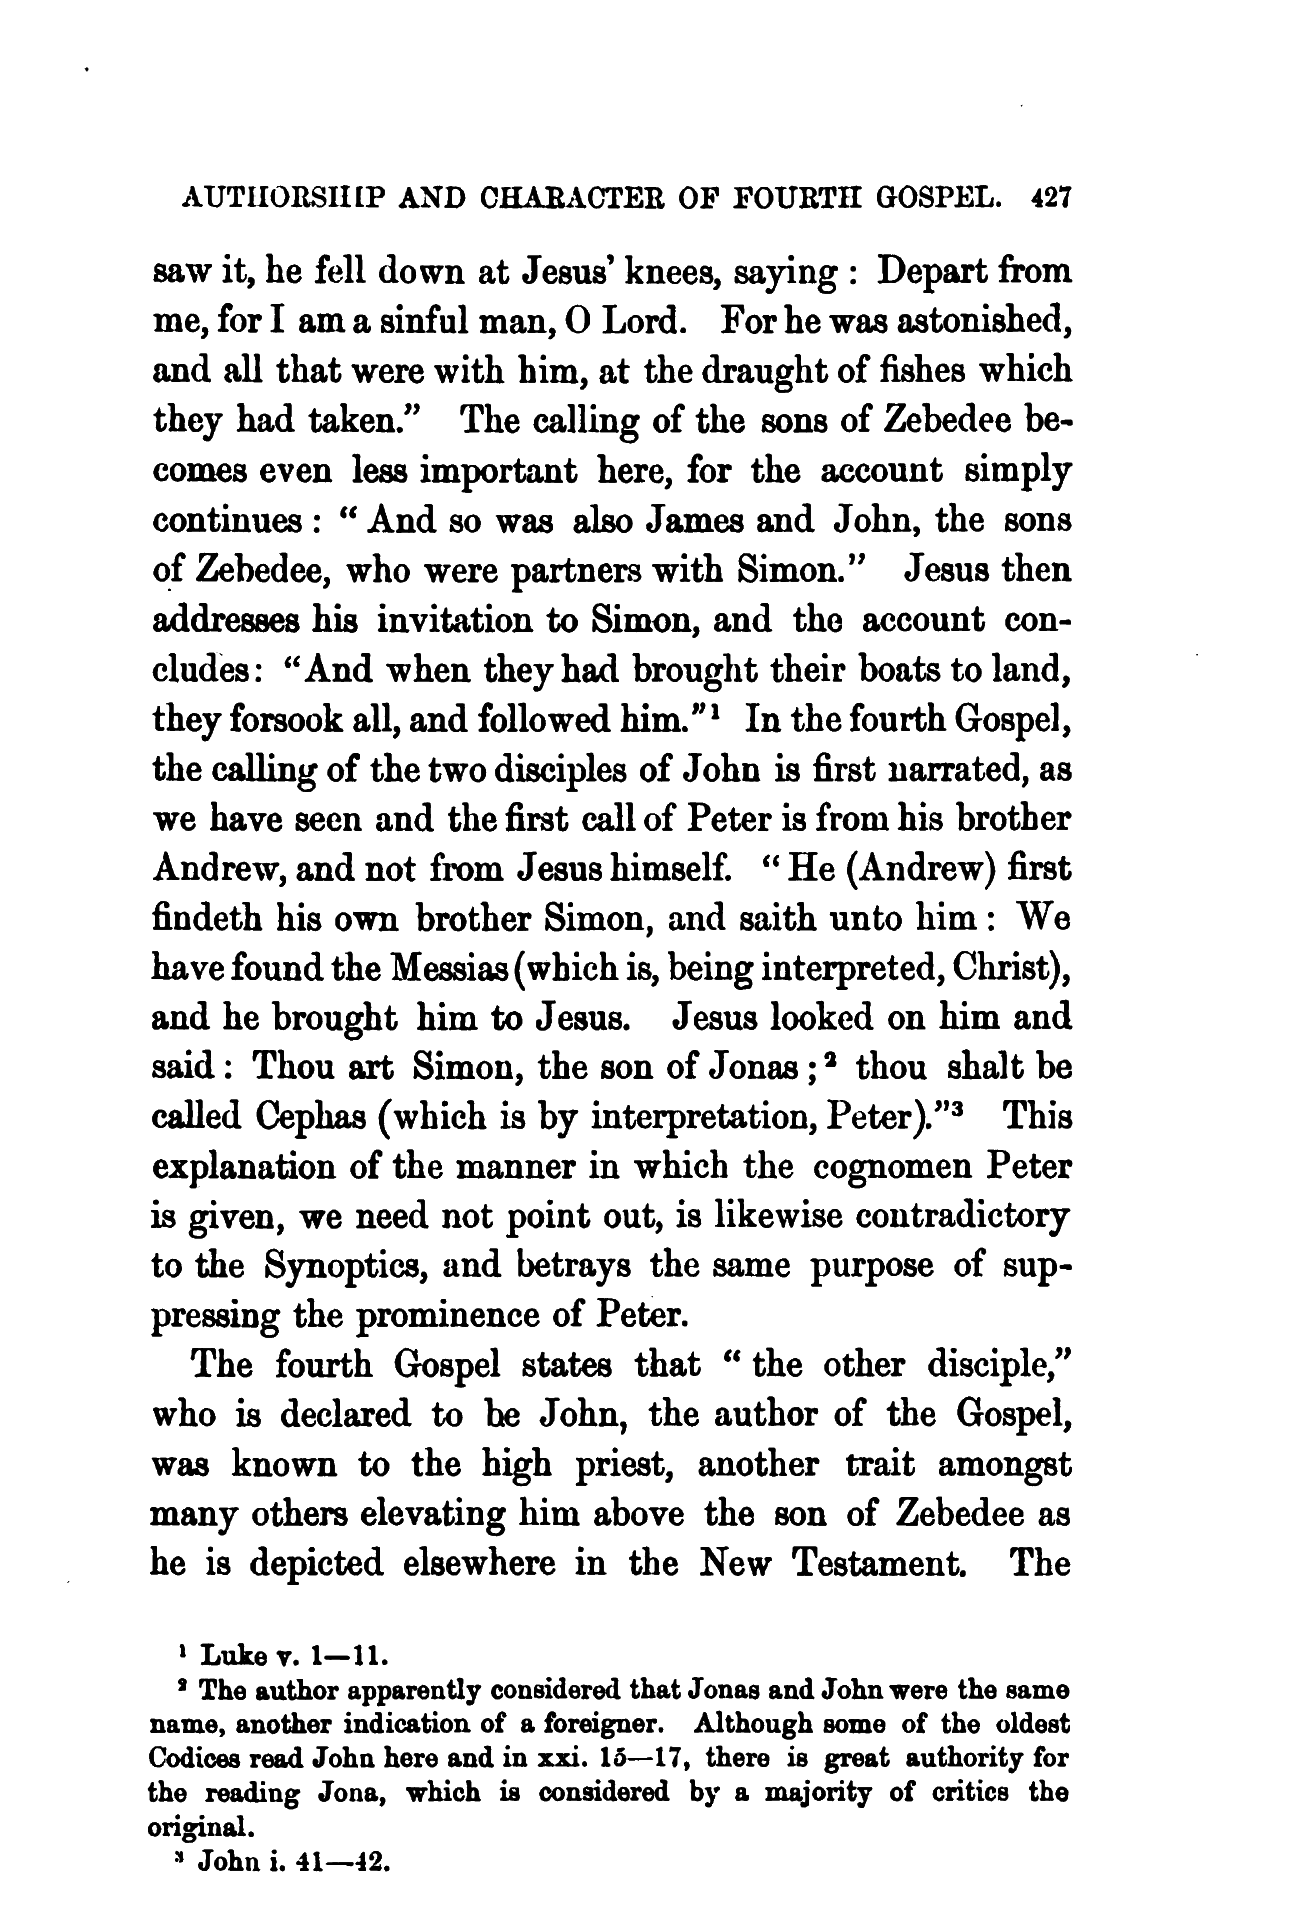 AUTHORSHIP AND CHARACTER OF FOURTH GOSPEL. 427
saw it, he fell down at Jesus' knees, saying : Depart from
me, for I am a sinful man, O Lord. For he was astonished,
and all that were with him, at the draught of fishes which
they had taken." The calling of the sons of Zebedee be-
comes even less important here, for the account simply
continues : "And so was also James and John, the sons
of Zebedee, who were partners with Simon." Jesus then
addresses his invitation to Simon, and the account con-
cludes: "And when they had brought their boats to land,
they forsook all, and followed him."¹ In the fourth Gospel,
the calling of the two disciples of John is first narrated, as
we have seen and the first call of Peter is from his brother
Andrew, and not from Jesus himself. "He (Andrew) first
findeth his own brother Simon, and saith unto him : We
have found the Messias (which is, being interpreted, Christ),
and he brought him to Jesus. Jesus looked on him and
said : Thou art Simon, the son of Jonas ;² thou shalt be
called Cephas (which is by interpretation, Peter)."³ This
explanation of the manner in which the cognomen Peter
is given, we need not point out, is likewise contradictory
to the Synoptics, and betrays the same purpose of sup-
pressing the prominence of Peter.
The fourth Gospel states that "the other disciple,"
who is declared to be John, the author of the Gospel,
was known to the high priest, another trait amongst
many others elevating him above the son of Zebedee as
he is depicted elsewhere in the New Testament. The
¹ Luke v. 1—11.
² The author apparently considered that Jonas and John were the same
name, another indication of a foreigner. Although some of the oldest
Codices read John here and in xxi. 15—17, there is great authority for
the reading Jona, which is considered by a majority of critics the
original.
³ John i. 41—42.